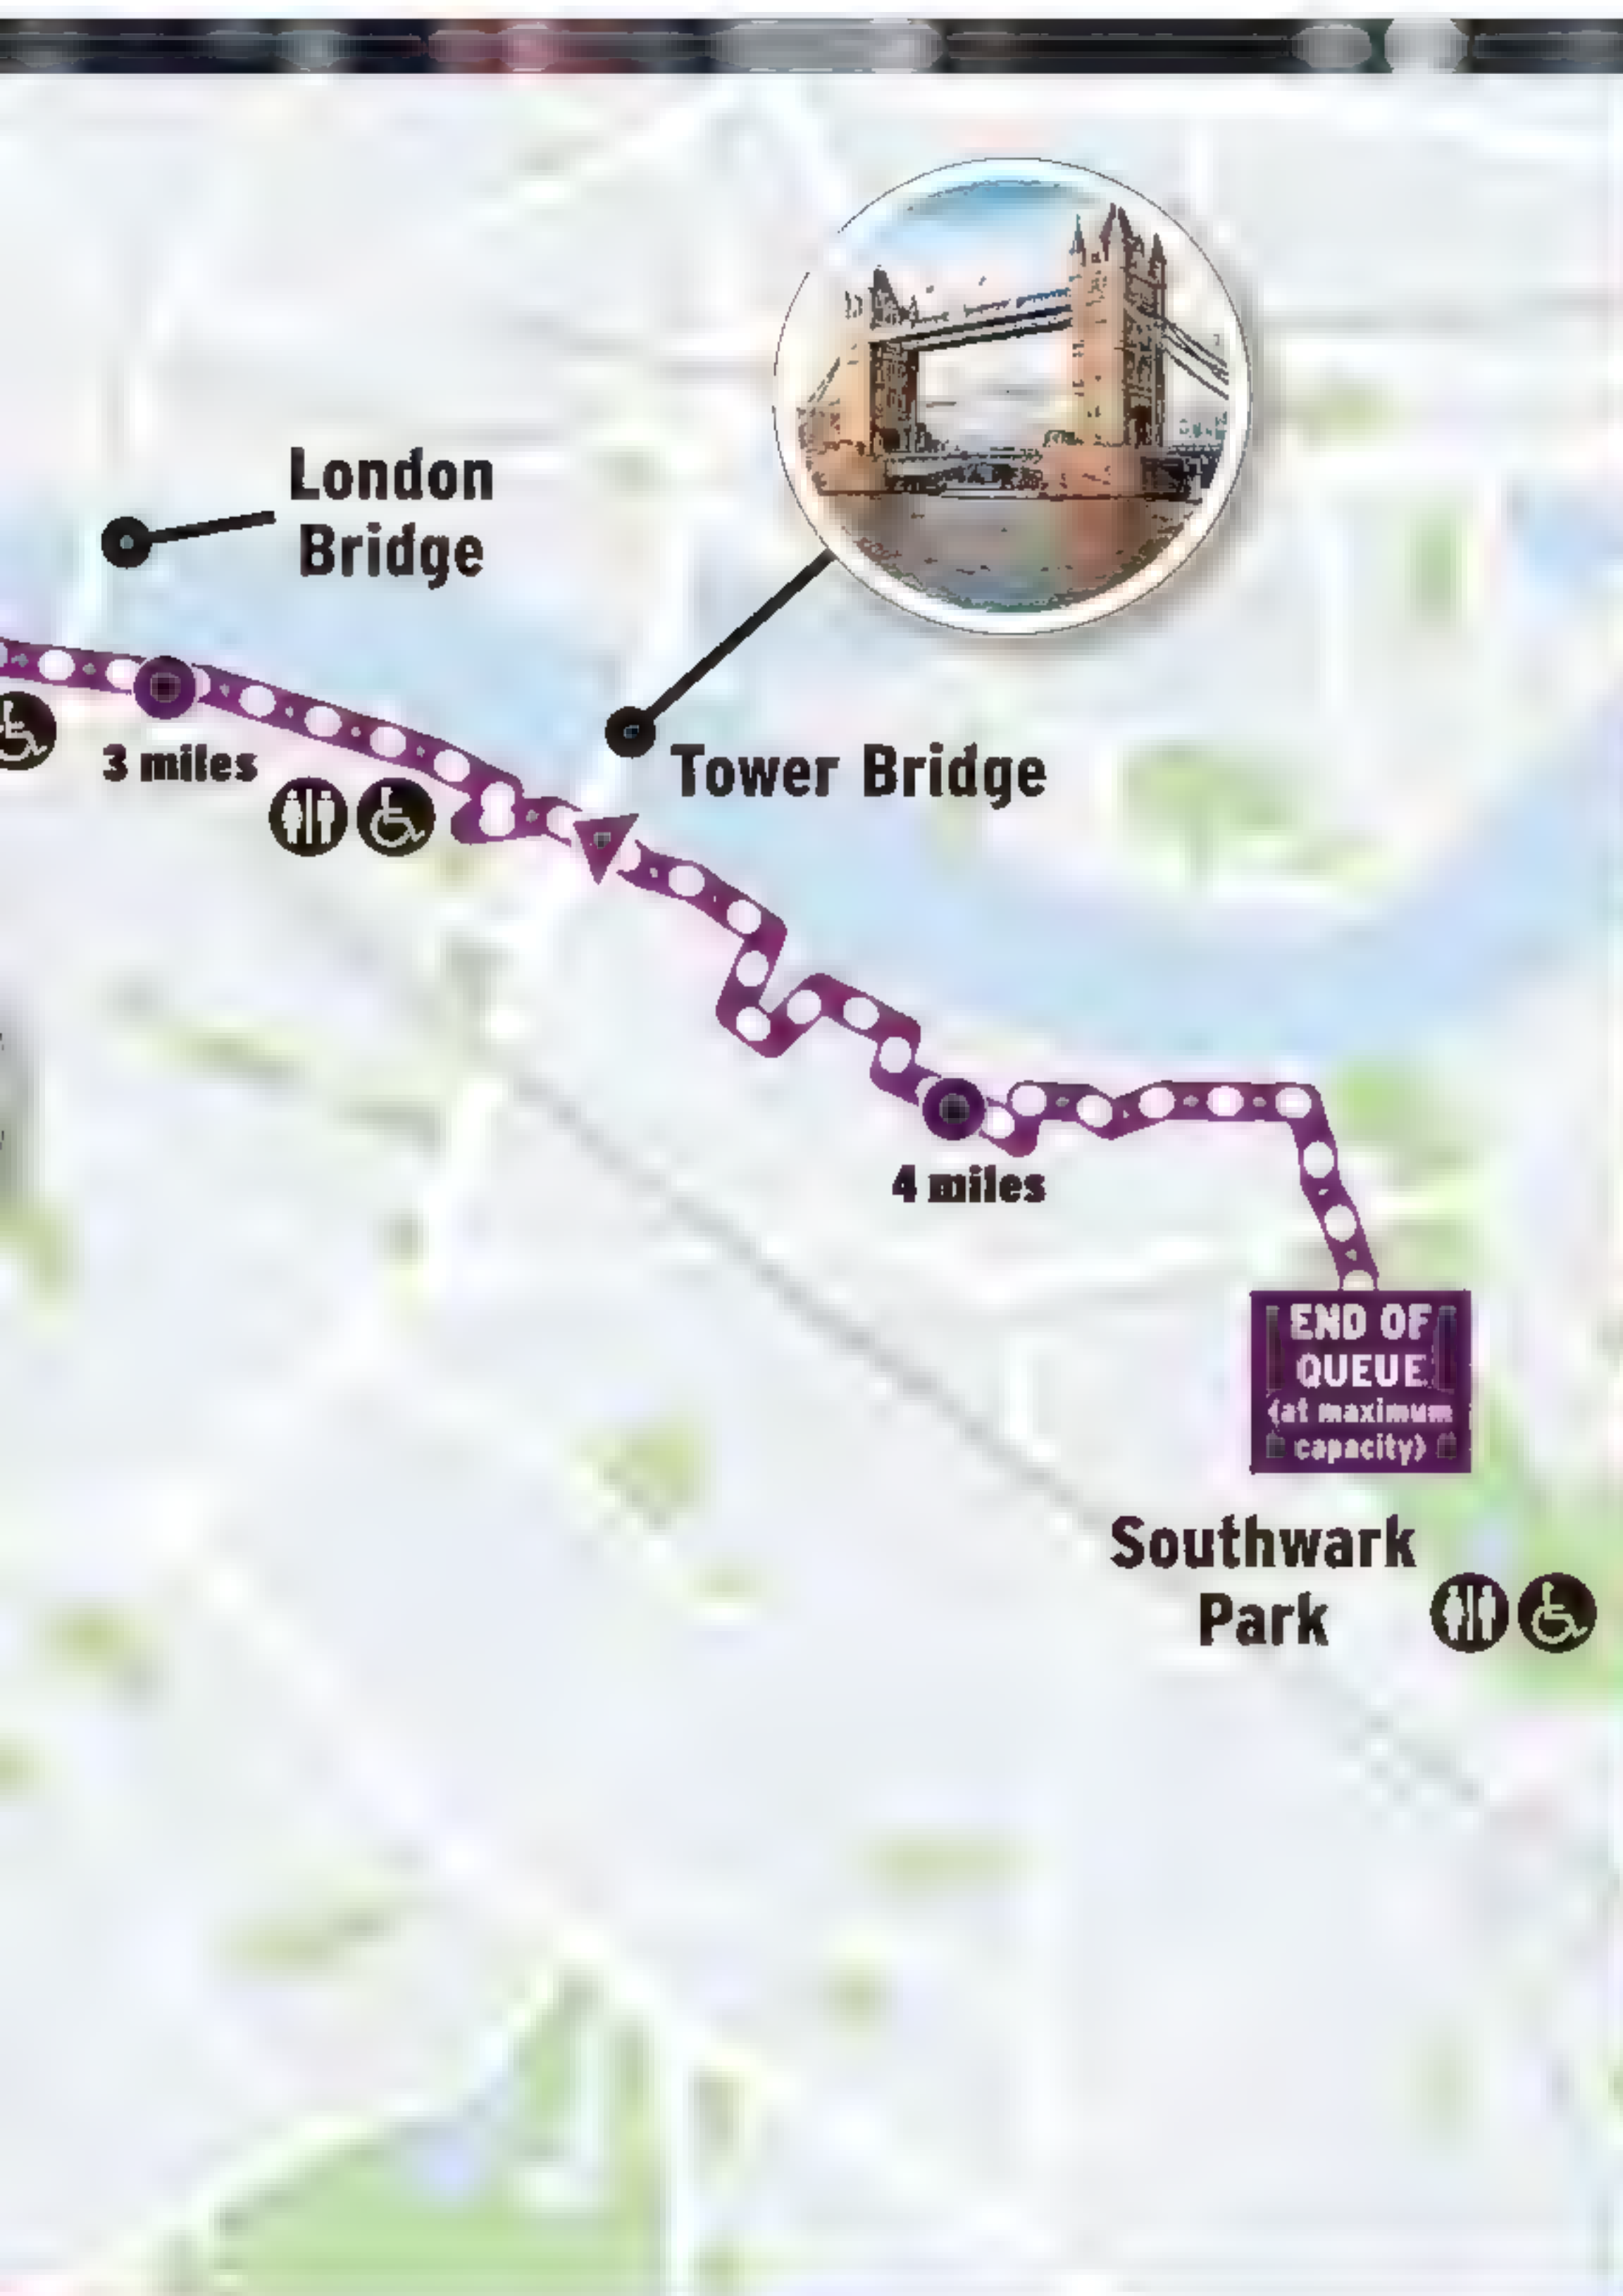 London
Bridge
3 miles
Tower Bridge
4 miles
END OF
QUEUE
(at maximum
capacity)
Southwark
Park